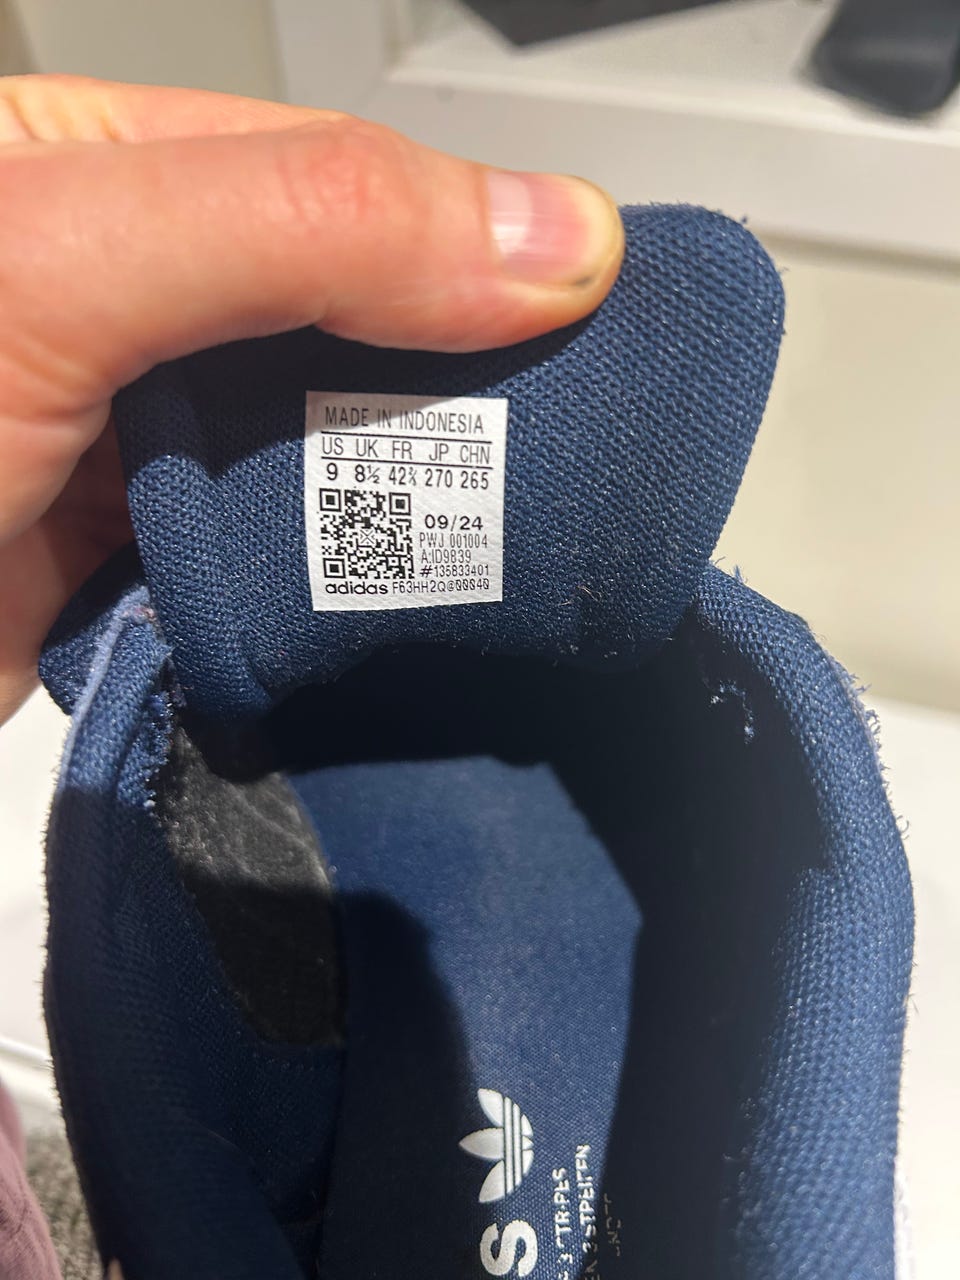 MADE IN INDONESIA
US UK FR JP CHN
9 8½ 42⅔ 270 265
09/24
PWJ 001004
A:ID9839
#135833401
adidas F63HH2Q@00040
S